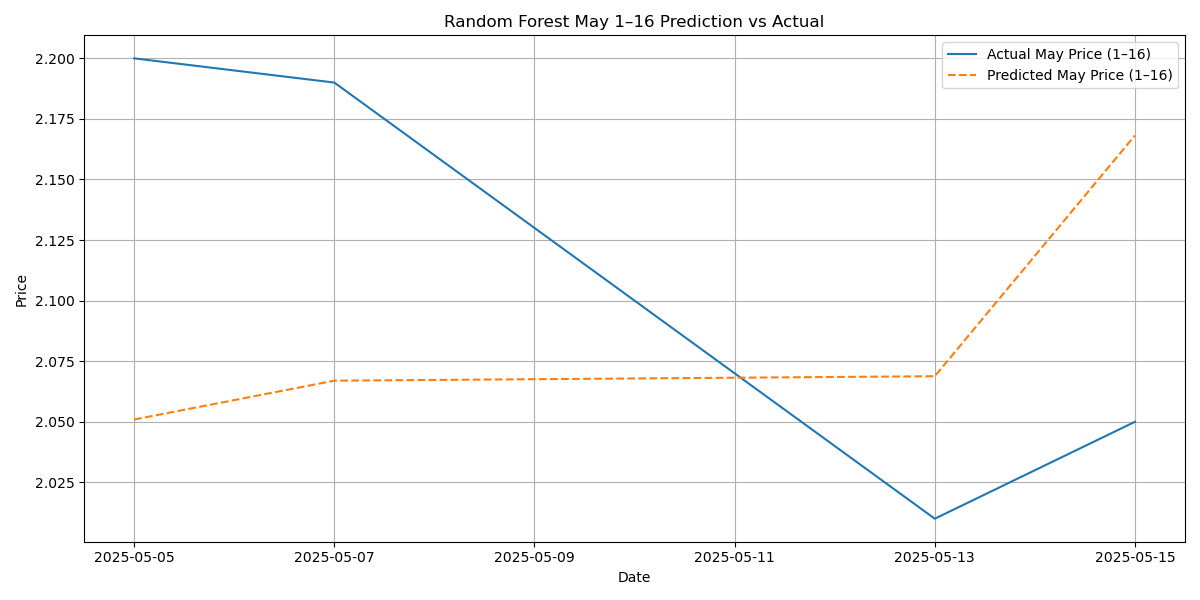 Random Forest May 1–16 Prediction vs Actual
Actual May Price (1–16)
Predicted May Price (1–16)
Price
2.200
2.175
2.150
2.125
2.100
2.075
2.050
2.025
2025-05-05 2025-05-07 2025-05-09 2025-05-11 2025-05-13 2025-05-15
Date